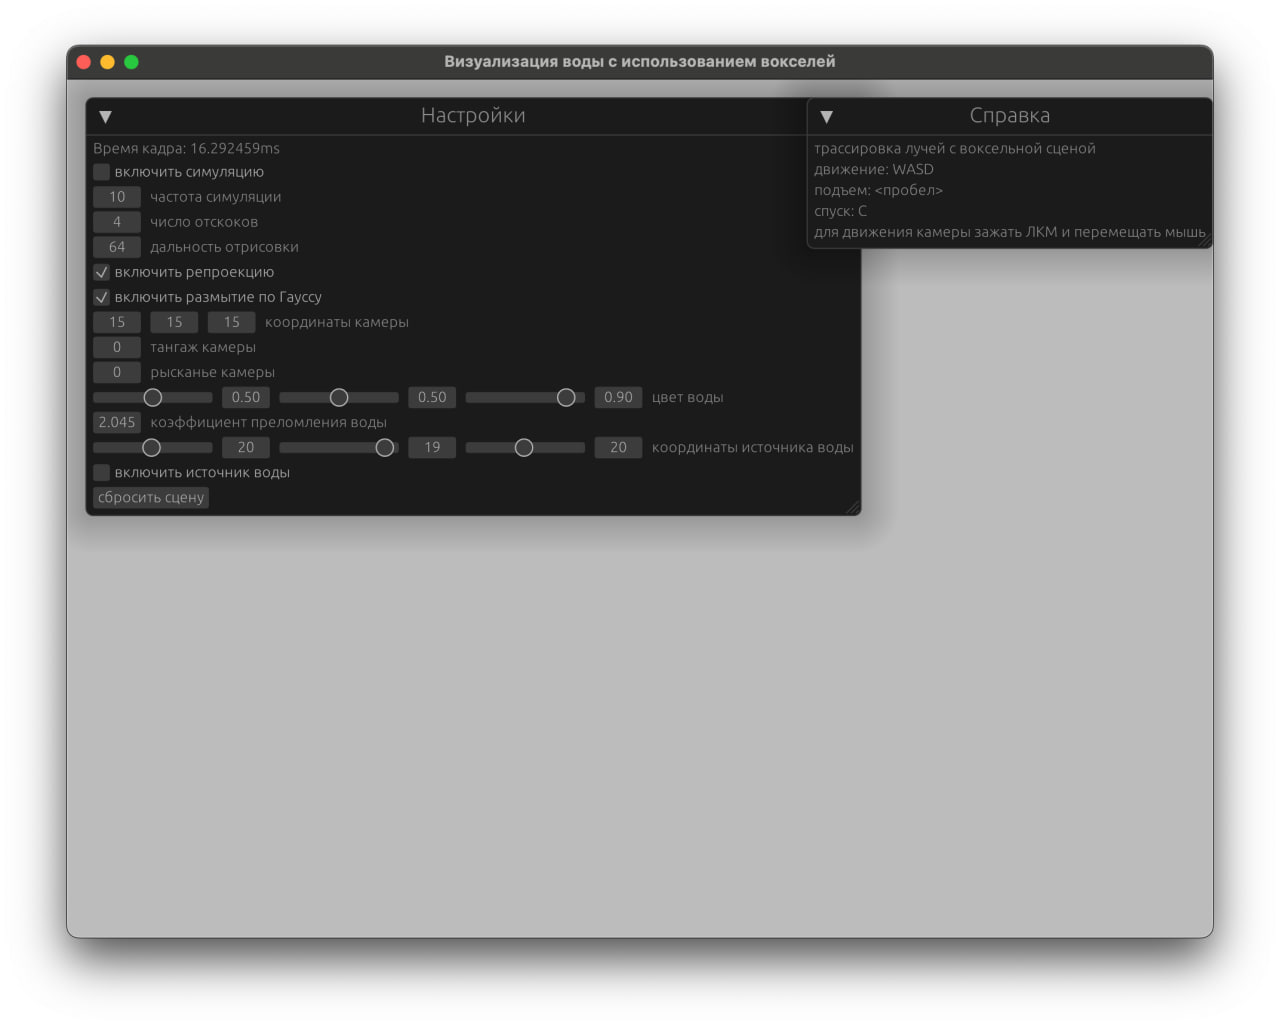 Визуализация воды с использованием вокселей
Настройки
Время кадра: 16.292459ms
включить симуляцию
10 частота симуляции
4 число отскоков
64 дальность отрисовки
включить репроекцию
включить размытие по Гауссу
15 15 15 координаты камеры
0 тангаж камеры
0 рысканье камеры
0.50 0.50 0.90 цвет воды
2.045 коэффициент преломления воды
20 19 20 координаты источника воды
включить источник воды
сбросить сцену
Справка
трассировка лучей с воксельной сценой
движение: WASD
подъем: <пробел>
спуск: C
для движения камеры зажать ЛКМ и перемещать мышь